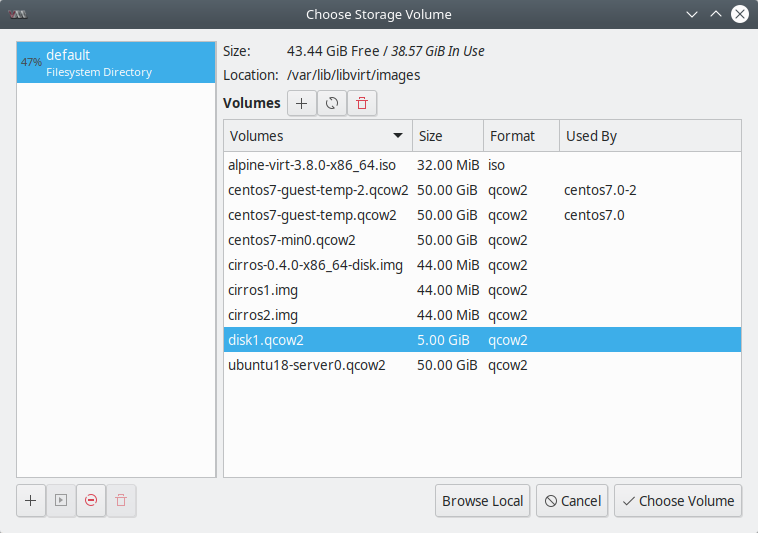 Choose Storage Volume
47% default
Filesystem Directory
Size: 43.44 GiB Free / 38.57 GiB In Use
Location: /var/lib/libvirt/images
Volumes
Volumes Size Format Used By
alpine-virt-3.8.0-x86_64.iso 32.00 MiB iso
centos7-guest-temp-2.qcow2 50.00 GiB qcow2 centos7.0-2
centos7-guest-temp.qcow2 50.00 GiB qcow2 centos7.0
centos7-min0.qcow2 50.00 GiB qcow2
cirros-0.4.0-x86_64-disk.img 44.00 MiB qcow2
cirros1.img 44.00 MiB qcow2
cirros2.img 44.00 MiB qcow2
disk1.qcow2 5.00 GiB qcow2
ubuntu18-server0.qcow2 50.00 GiB qcow2
Browse Local Cancel Choose Volume